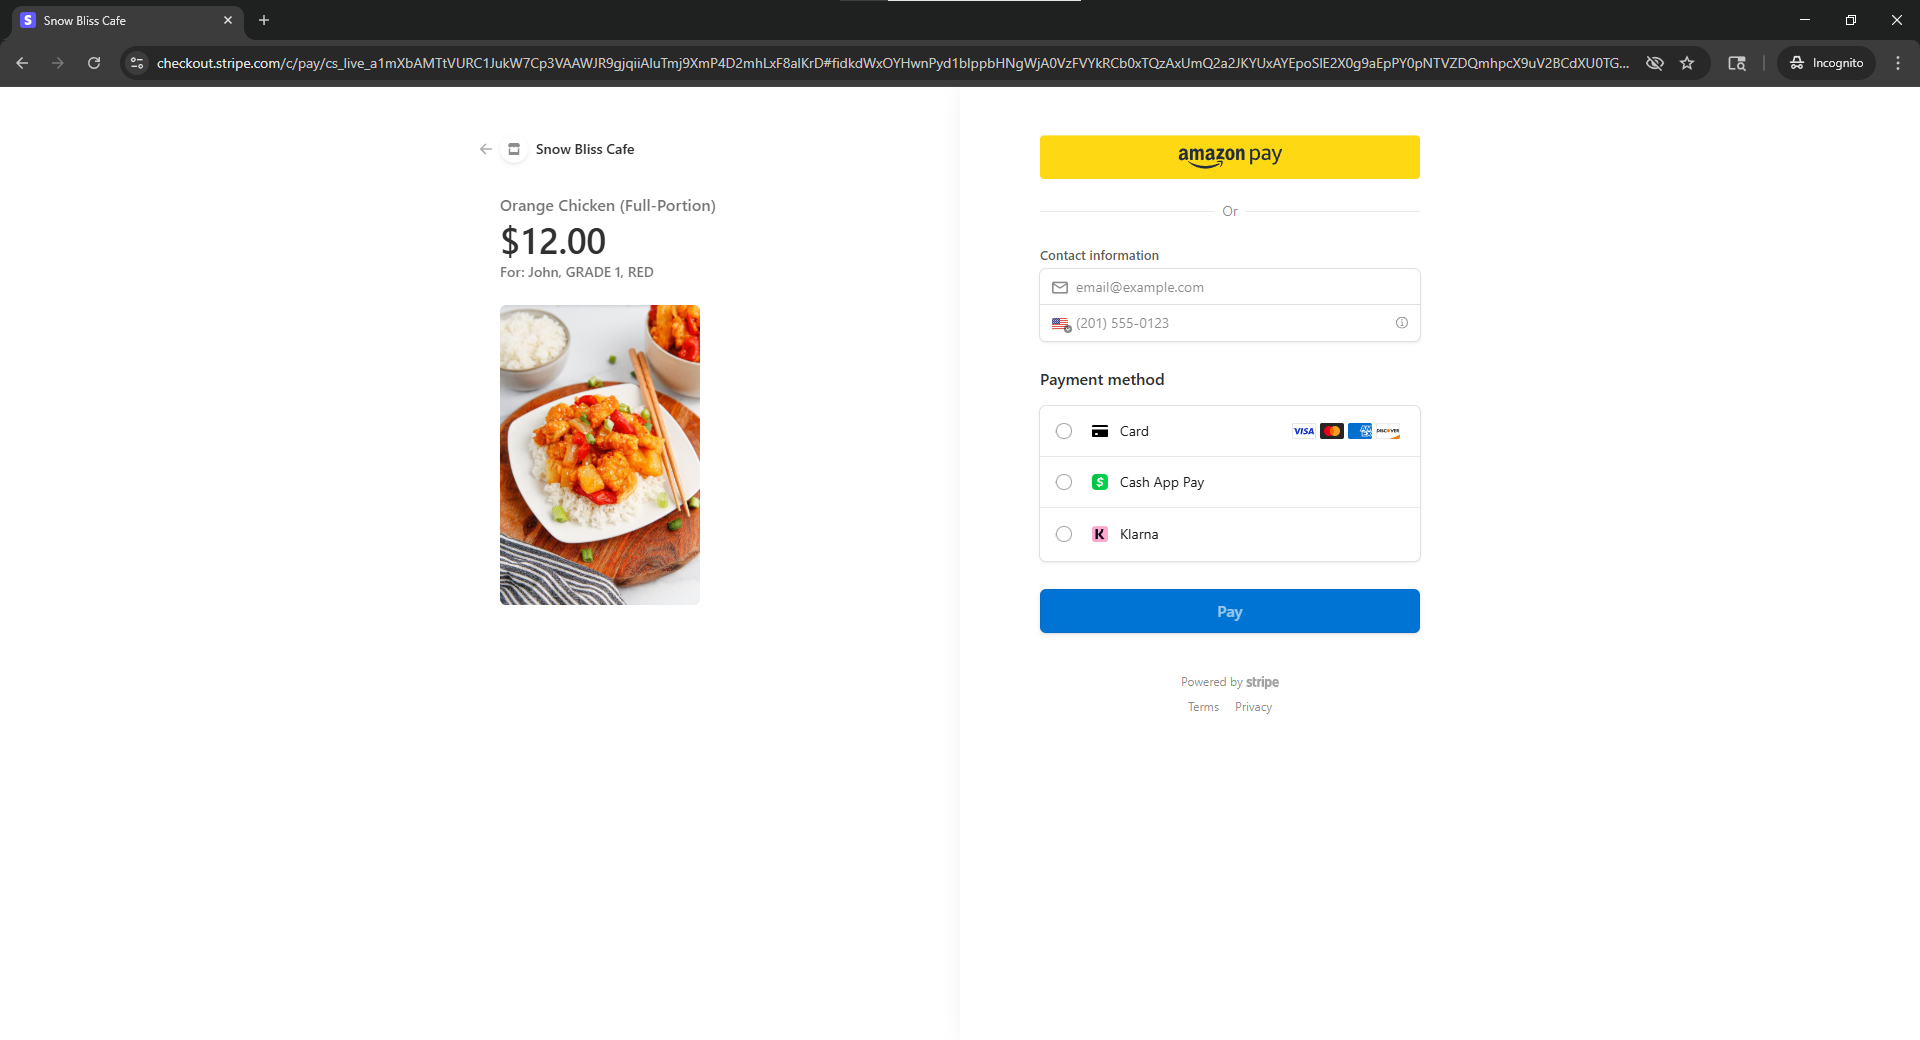 Snow Bliss Cafe
checkout.stripe.com/c/pay/cs_live_a1mXbAMTtVURC1JukW7Cp3VAAWJR9gjqiiAluTmj9XmP4D2mhLxF8alKrD#fidkdWxOYHwnPyd1blppbHNgWjA0VzFVYkRCb0xTQzAxUmQ2a2JKYUxAYEpoSlE2X0g9aEpPY0pNTVZDQmhpcX9uV2BCdXU0TG...
Incognito
Snow Bliss Cafe
Orange Chicken (Full-Portion)
$12.00
For: John, GRADE 1, RED
amazon pay
Or
Contact information
email@example.com
(201) 555-0123
Payment method
Card VISA AMEX DISCOVER
Cash App Pay
Klarna
Pay
Powered by stripe
Terms Privacy